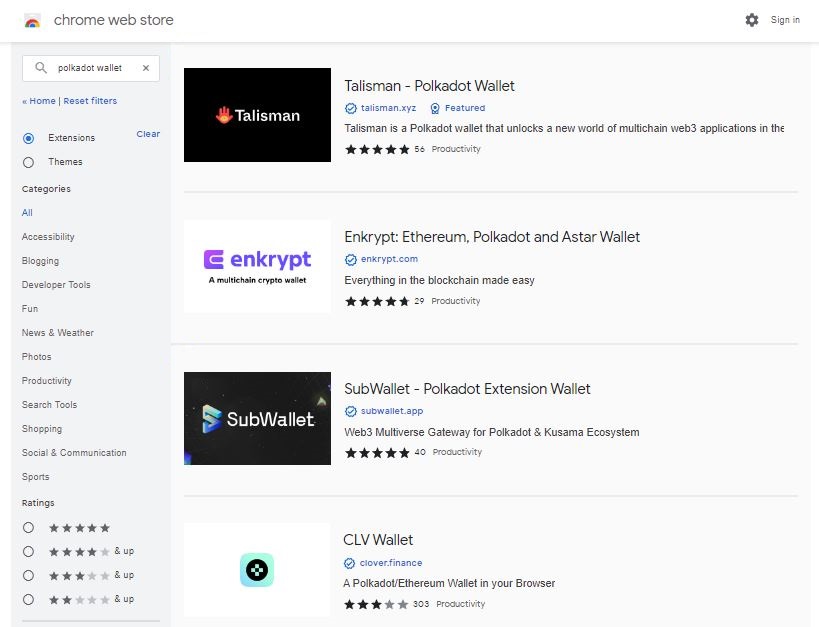 chrome web store
Sign in
polkadot wallet
« Home | Reset filters
Extensions
Clear
Themes
Categories
All
Accessibility
Blogging
Developer Tools
Fun
News & Weather
Photos
Productivity
Search Tools
Shopping
Social & Communication
Sports
Ratings
& up
& up
& up
Talisman
Talisman - Polkadot Wallet
talisman.xyz Featured
Talisman is a Polkadot wallet that unlocks a new world of multichain web3 applications in the
56 Productivity
enkrypt
A multichain crypto wallet
Enkrypt: Ethereum, Polkadot and Astar Wallet
enkrypt.com
Everything in the blockchain made easy
29 Productivity
SubWallet
SubWallet - Polkadot Extension Wallet
subwallet.app
Web3 Multiverse Gateway for Polkadot & Kusama Ecosystem
40 Productivity
CLV Wallet
clover.finance
A Polkadot/Ethereum Wallet in your Browser
303 Productivity